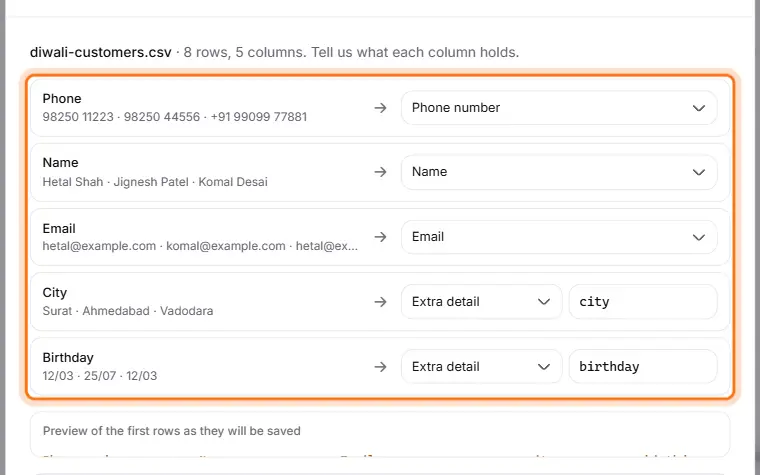 diwali-customers.csv · 8 rows, 5 columns. Tell us what each column holds.
Phone
98250 11223 · 98250 44556 · +91 99099 77881
→ Phone number
Name
Hetal Shah · Jignesh Patel · Komal Desai
→ Name
Email
hetal@example.com · komal@example.com · hetal@ex...
→ Email
City
Surat · Ahmedabad · Vadodara
→ Extra detail city
Birthday
12/03 · 25/07 · 12/03
→ Extra detail birthday
Preview of the first rows as they will be saved